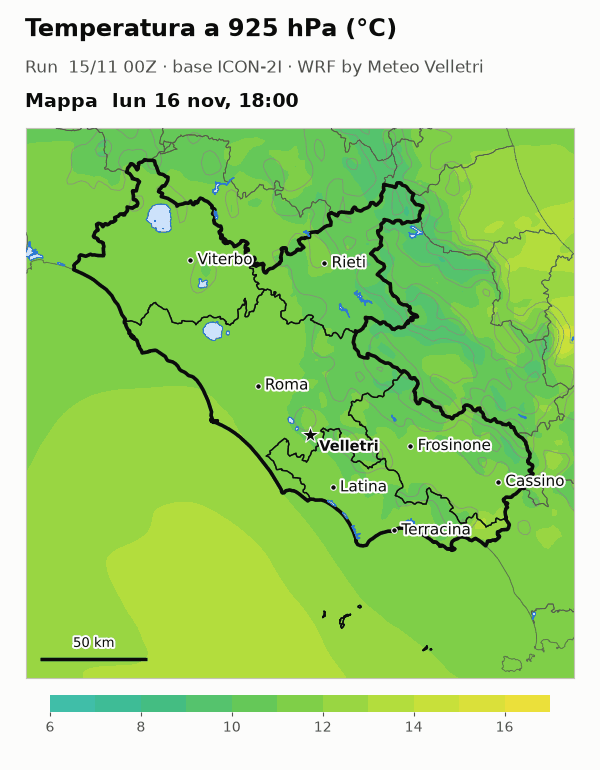 Temperatura a 925 hPa (°C)
Run  15/11 00Z · base ICON-2I · WRF by Meteo Velletri
Mappa  lun 16 nov, 18:00
Viterbo
Rieti
Roma
Velletri
Frosinone
Latina
Cassino
Terracina
50 km
6 8 10 12 14 16